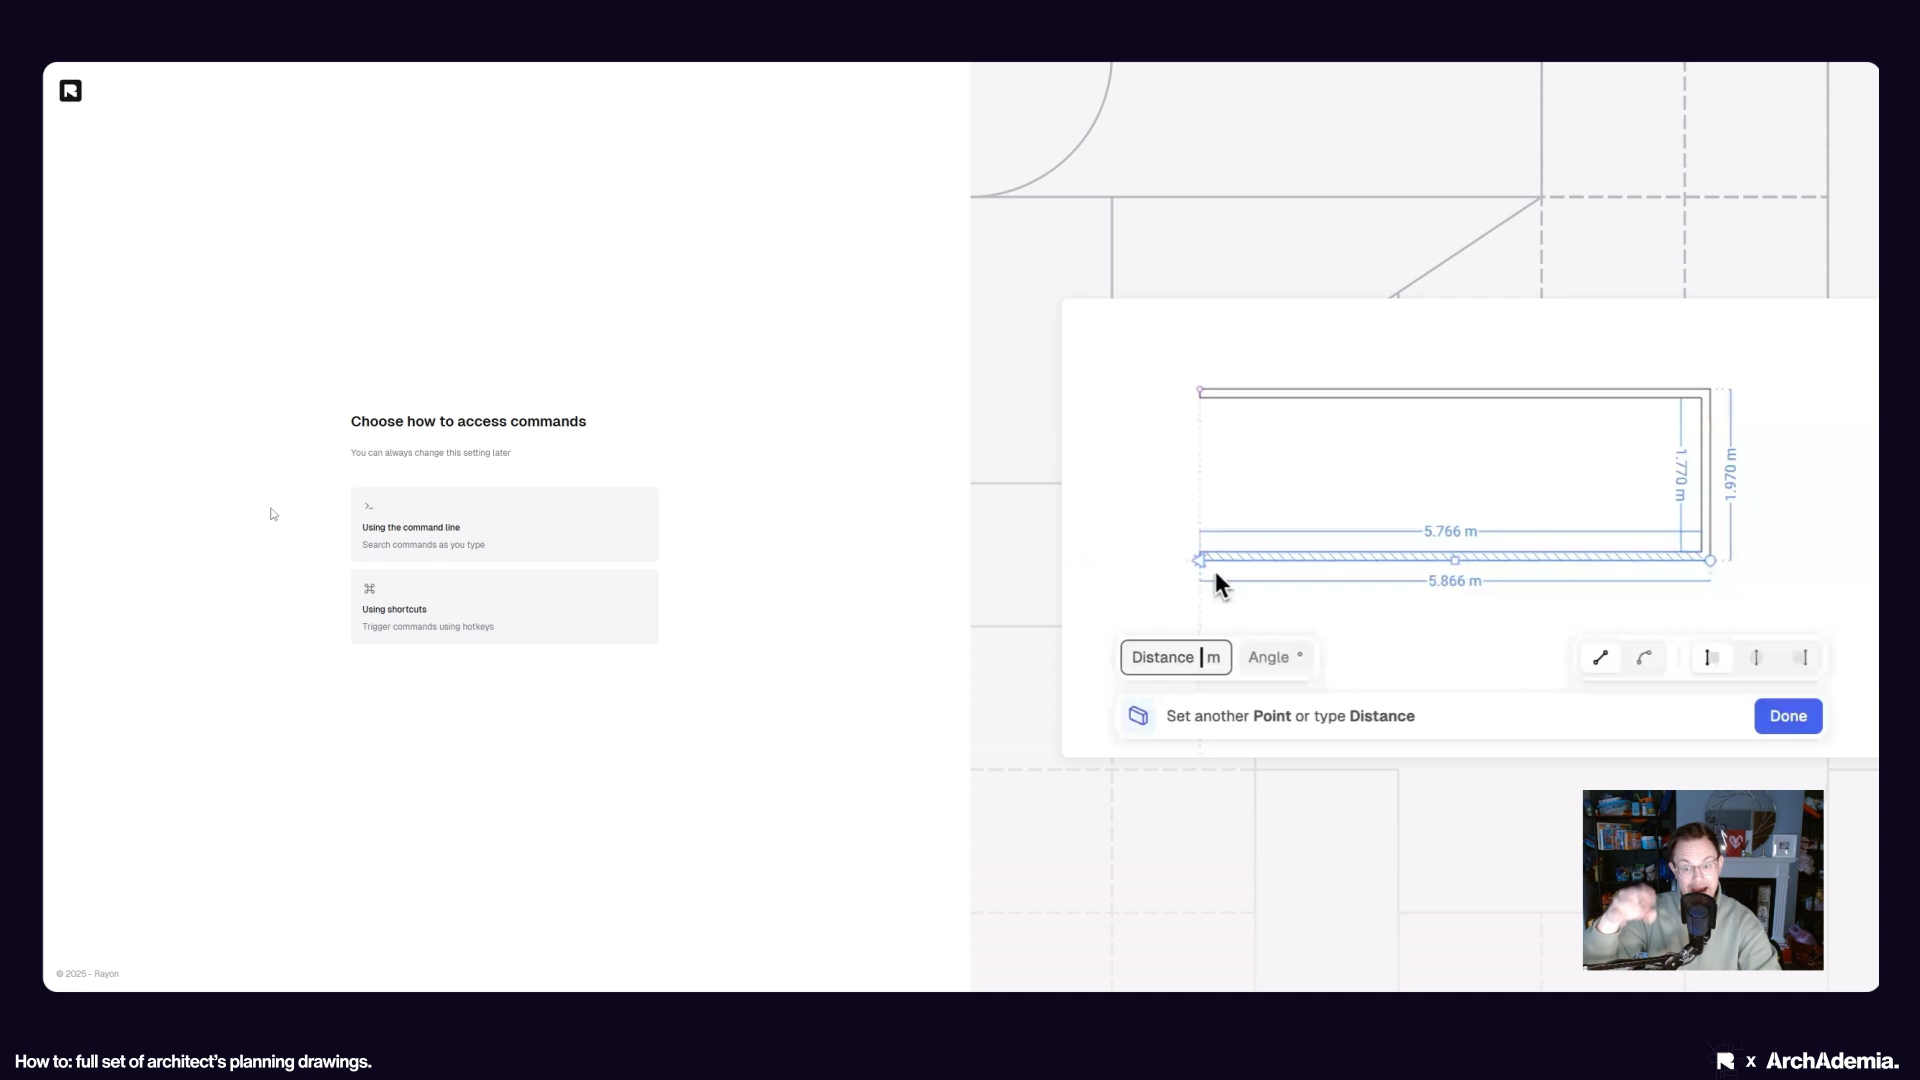 Choose how to access commands
You can always change this setting later
Using the command line
Search commands as you type
Using shortcuts
Trigger commands using hotkeys
© 2025 - Rayon
1.770 m
1.970 m
5.766 m
5.866 m
Distance m
Angle °
Set another Point or type Distance
Done
How to: full set of architect's planning drawings.
R x ArchAdemia.